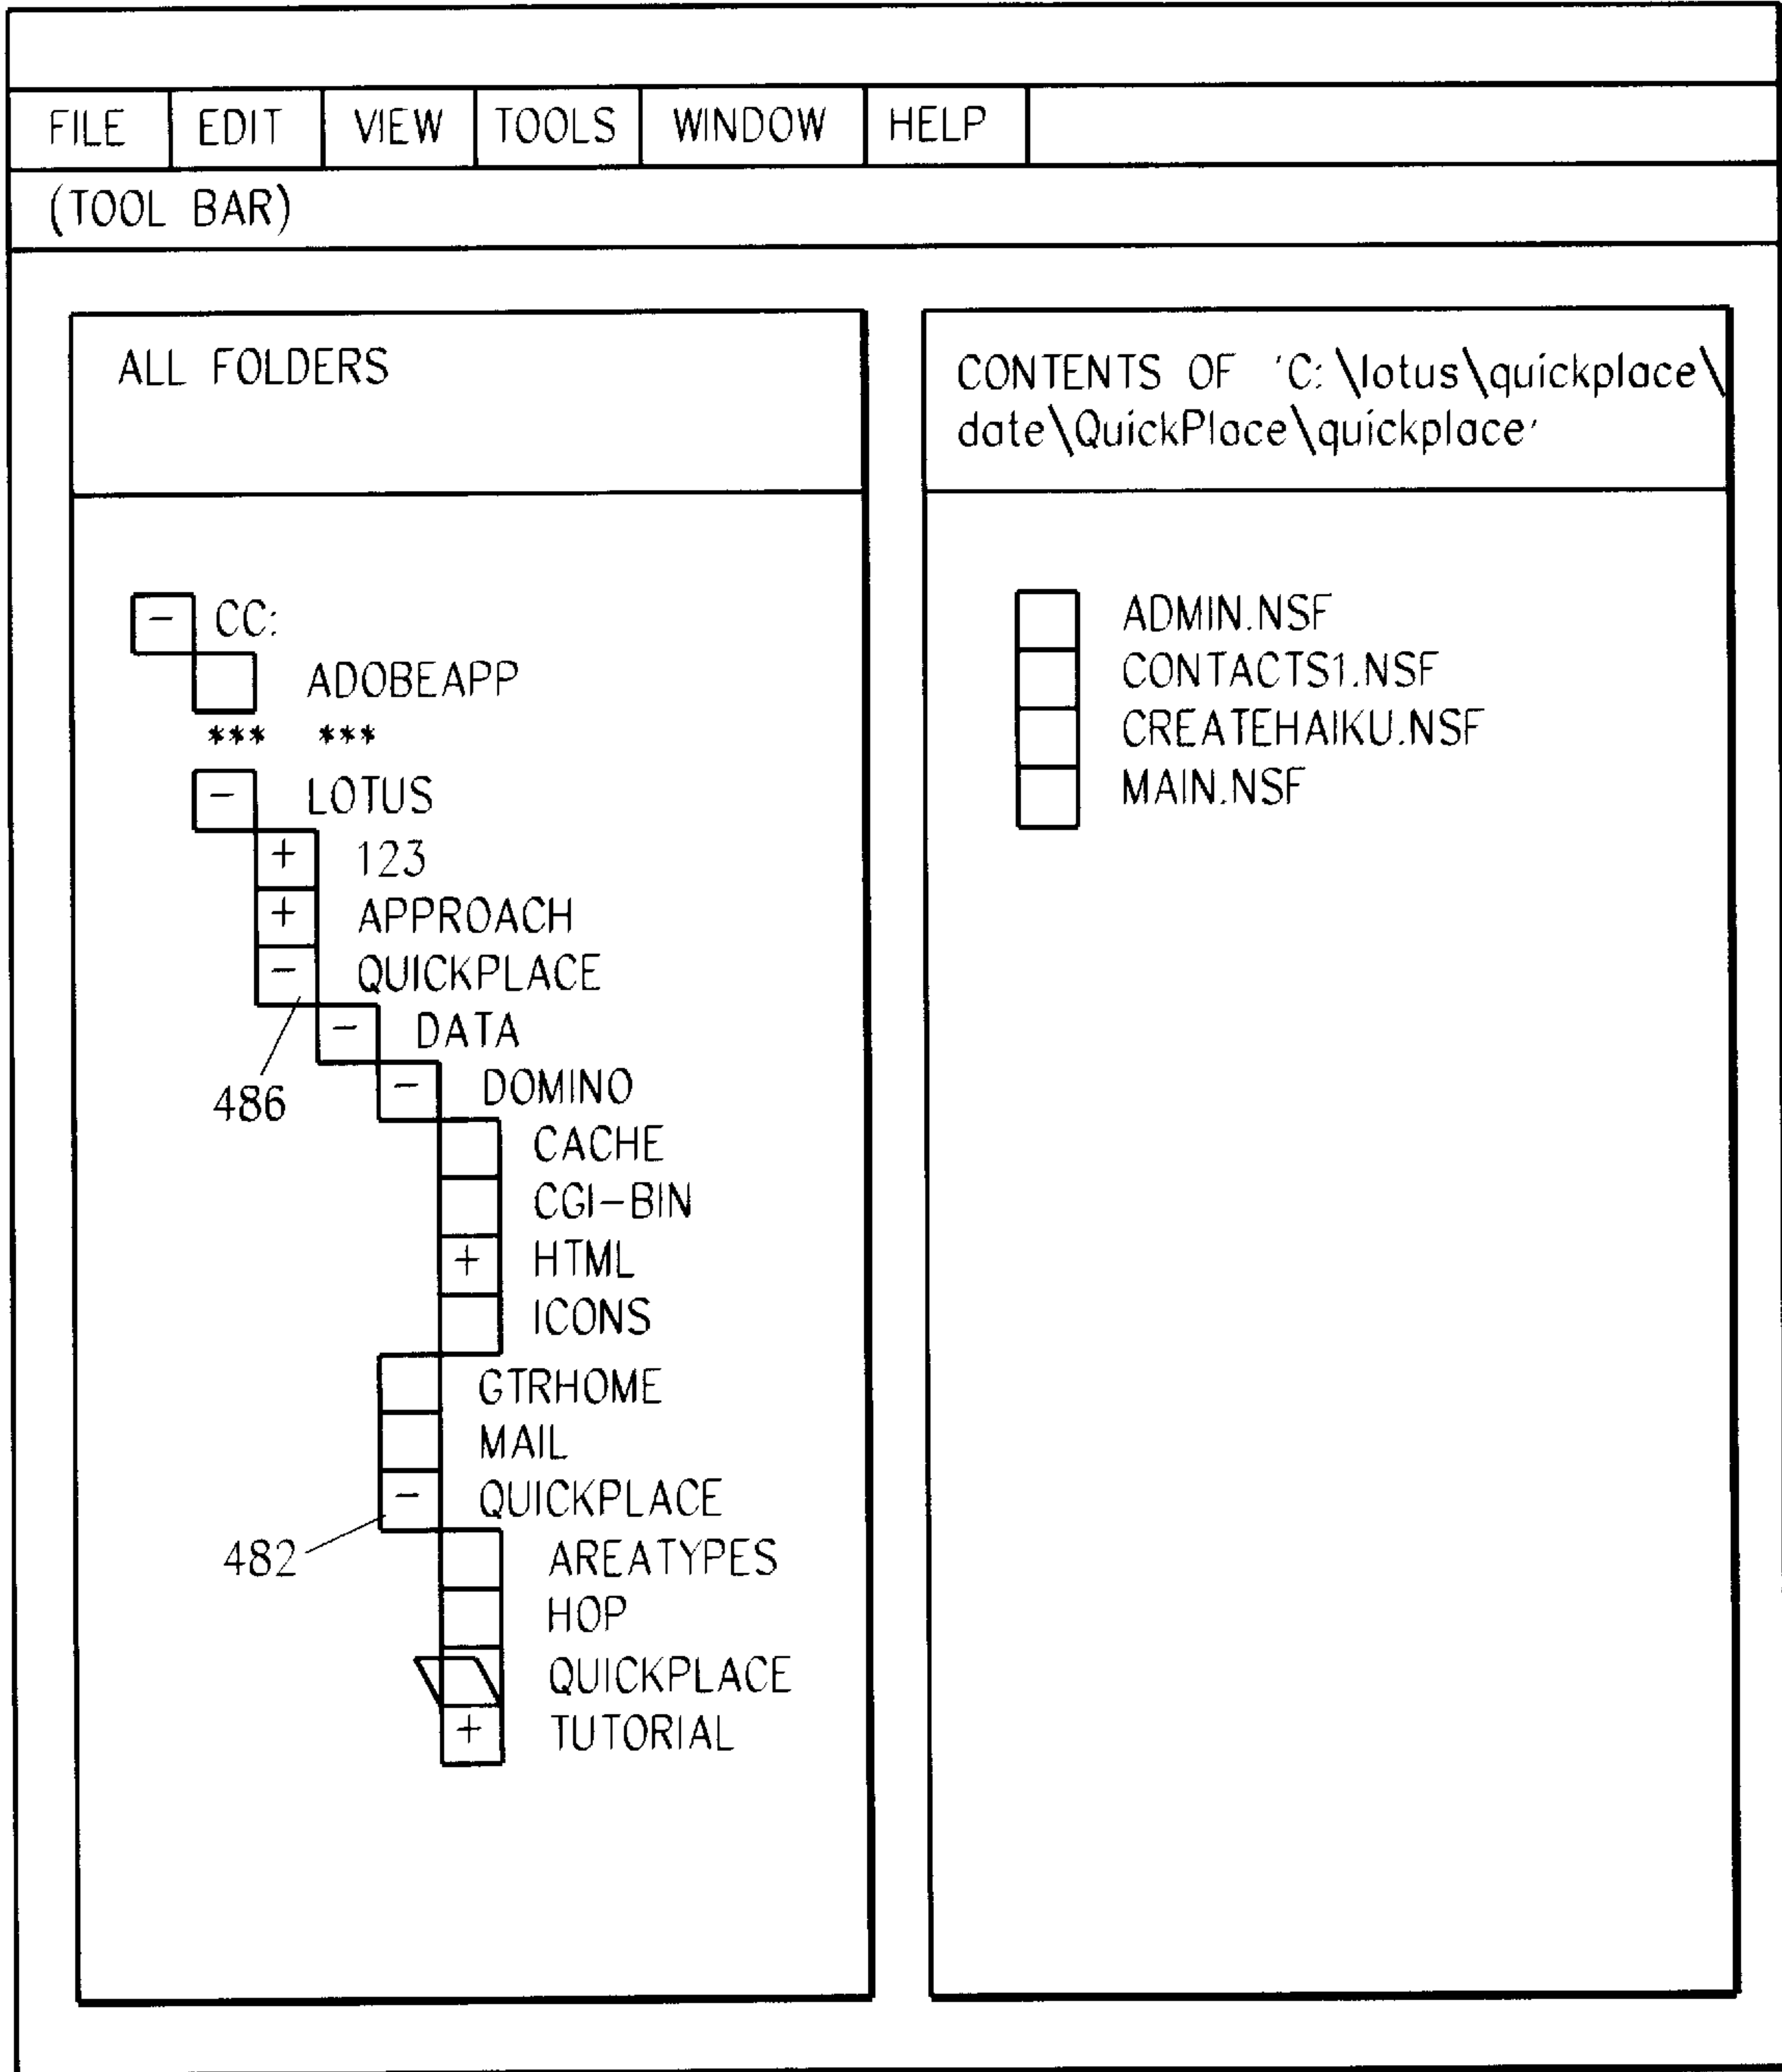 FILE EDIT VIEW TOOLS WINDOW HELP
(TOOL BAR)
ALL FOLDERS
- CC:
ADOBEAPP
*** ***
- LOTUS
+ 123
+ APPROACH
- QUICKPLACE
- DATA
486
- DOMINO
CACHE
CGI-BIN
+ HTML
ICONS
GTRHOME
MAIL
- QUICKPLACE
482
AREATYPES
HOP
QUICKPLACE
+ TUTORIAL
CONTENTS OF 'C:\lotus\quickplace\
date\QuickPlace\quickplace'
ADMIN.NSF
CONTACTS1.NSF
CREATEHAIKU.NSF
MAIN.NSF